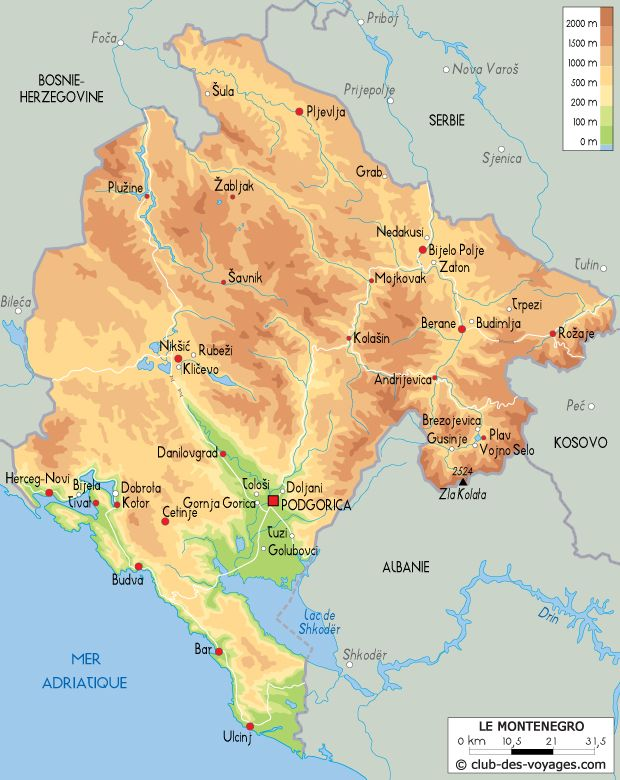 Priboj
Foča
2000 m
1500 m
1000 m
500 m
200 m
100 m
0 m
BOSNIE-
HERZEGOVINE
Nova Varoš
Šula
Prijepolje
Pljevlja
SERBIE
Sjenica
Grab
Plužine
Žabljak
Nedakusi
Bijelo Polje
Zaton
Tutin
Šavnik
Mojkovak
Bileća
Trpezi
Berane
Budimlja
Rožaje
Kolašin
Nikšić
Rubeži
Kličevo
Andrijevica
Peć
Brezojevica
Plav
Gusinje
Vojno Selo
KOSOVO
Danilovgrad
2524
Zla Kolata
Herceg-Novi
Bijela
Tivat
Dobrota
Kotor
Tološi
Doljani
Gornja Gorica
PODGORICA
Cetinje
Tuzi
Golubovci
ALBANIE
Budva
Drin
Lac de
Shkodër
Bar
Shkodër
MER
ADRIATIQUE
Ulcinj
LE MONTENEGRO
0 km 10,5 21 31,5
© club-des-voyages.com